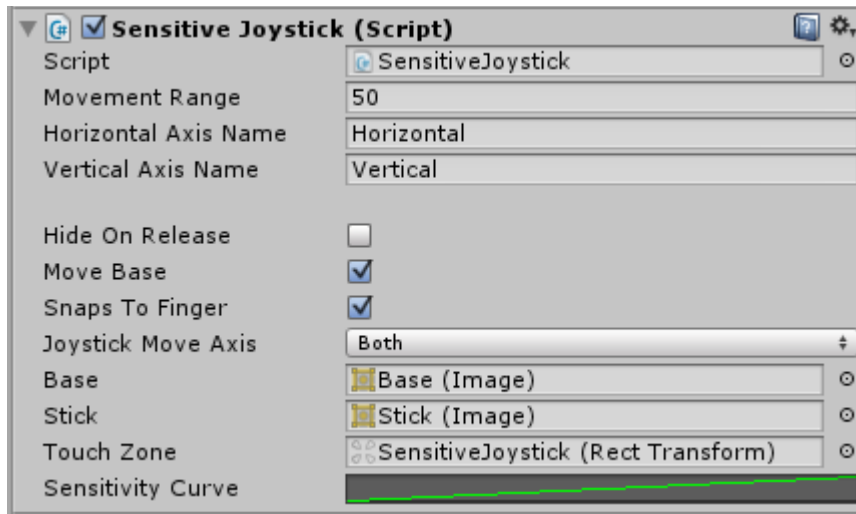 Sensitive Joystick (Script)
Script SensitiveJoystick
Movement Range 50
Horizontal Axis Name Horizontal
Vertical Axis Name Vertical
Hide On Release
Move Base
Snaps To Finger
Joystick Move Axis Both
Base Base (Image)
Stick Stick (Image)
Touch Zone SensitiveJoystick (Rect Transform)
Sensitivity Curve